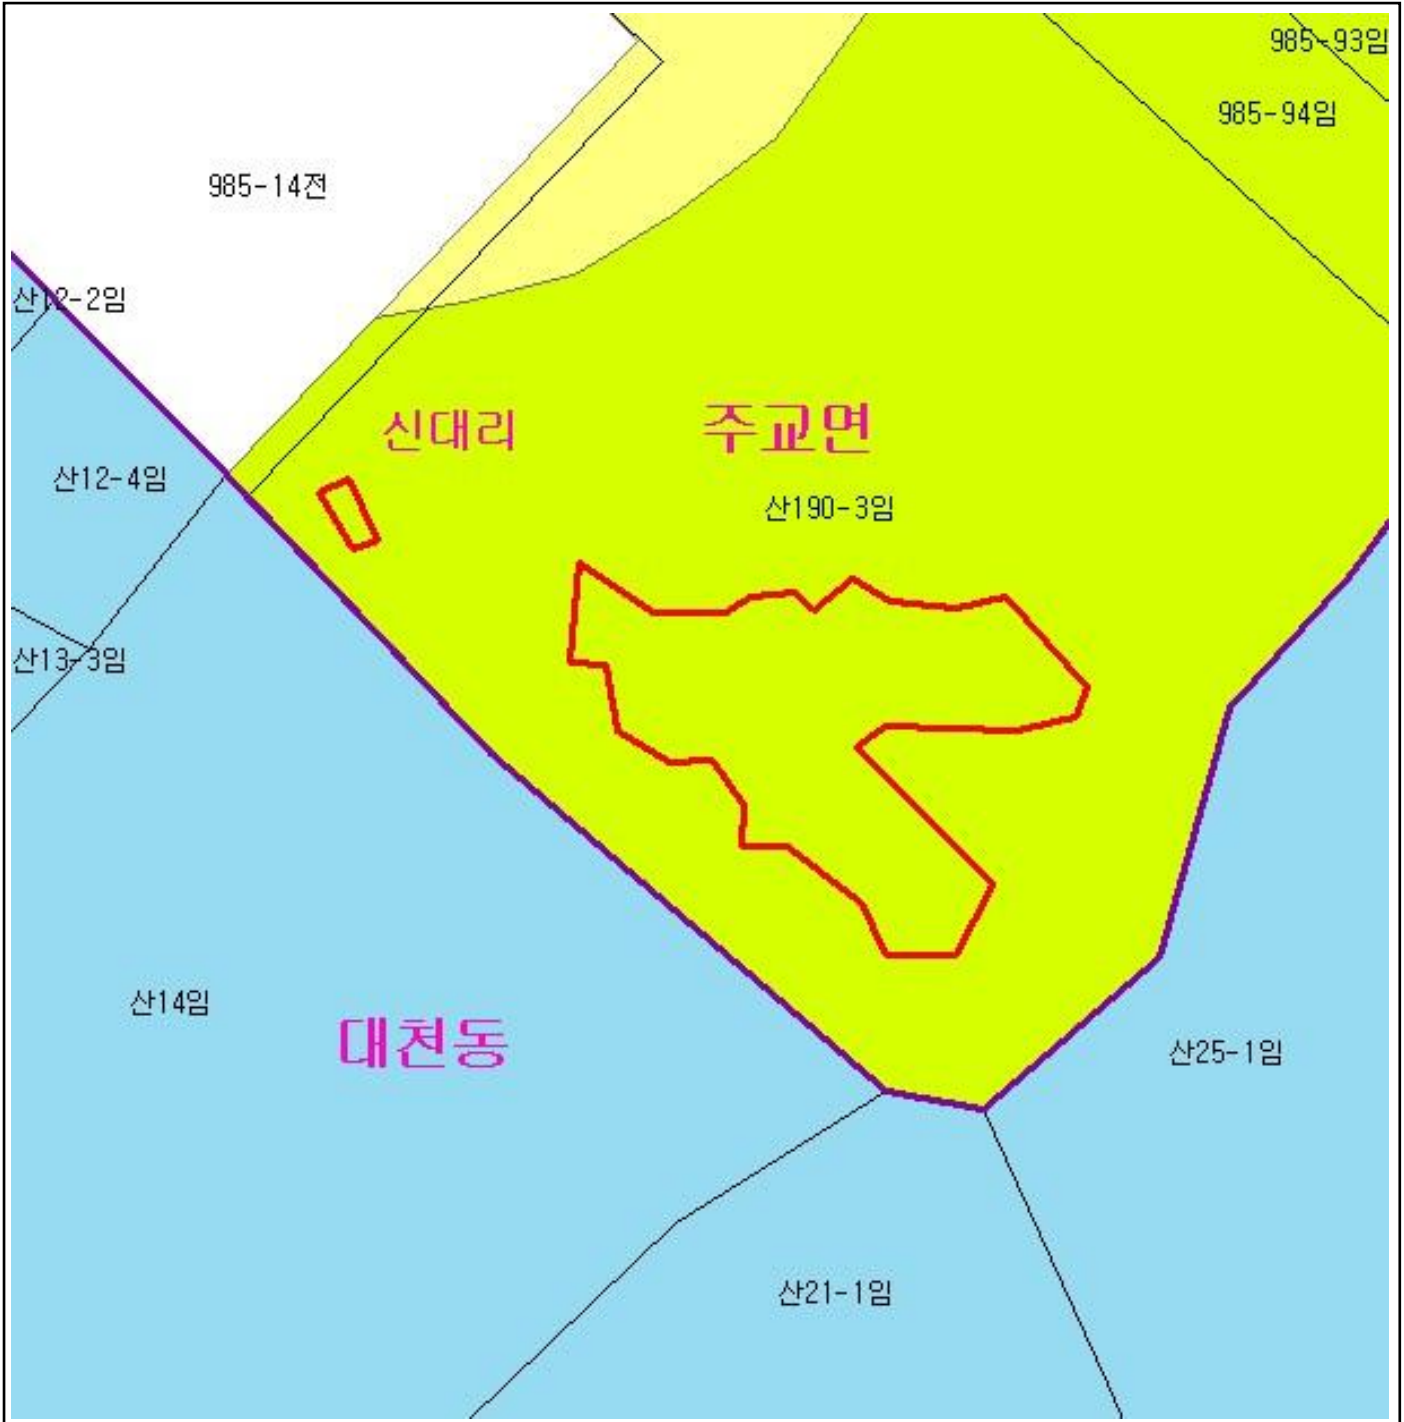 985-93임
985-94임
985-14전
산12-2임
신대리
주교면
산12-4임
산190-3임
산13-3임
산14임
대천동
산25-1임
산21-1임